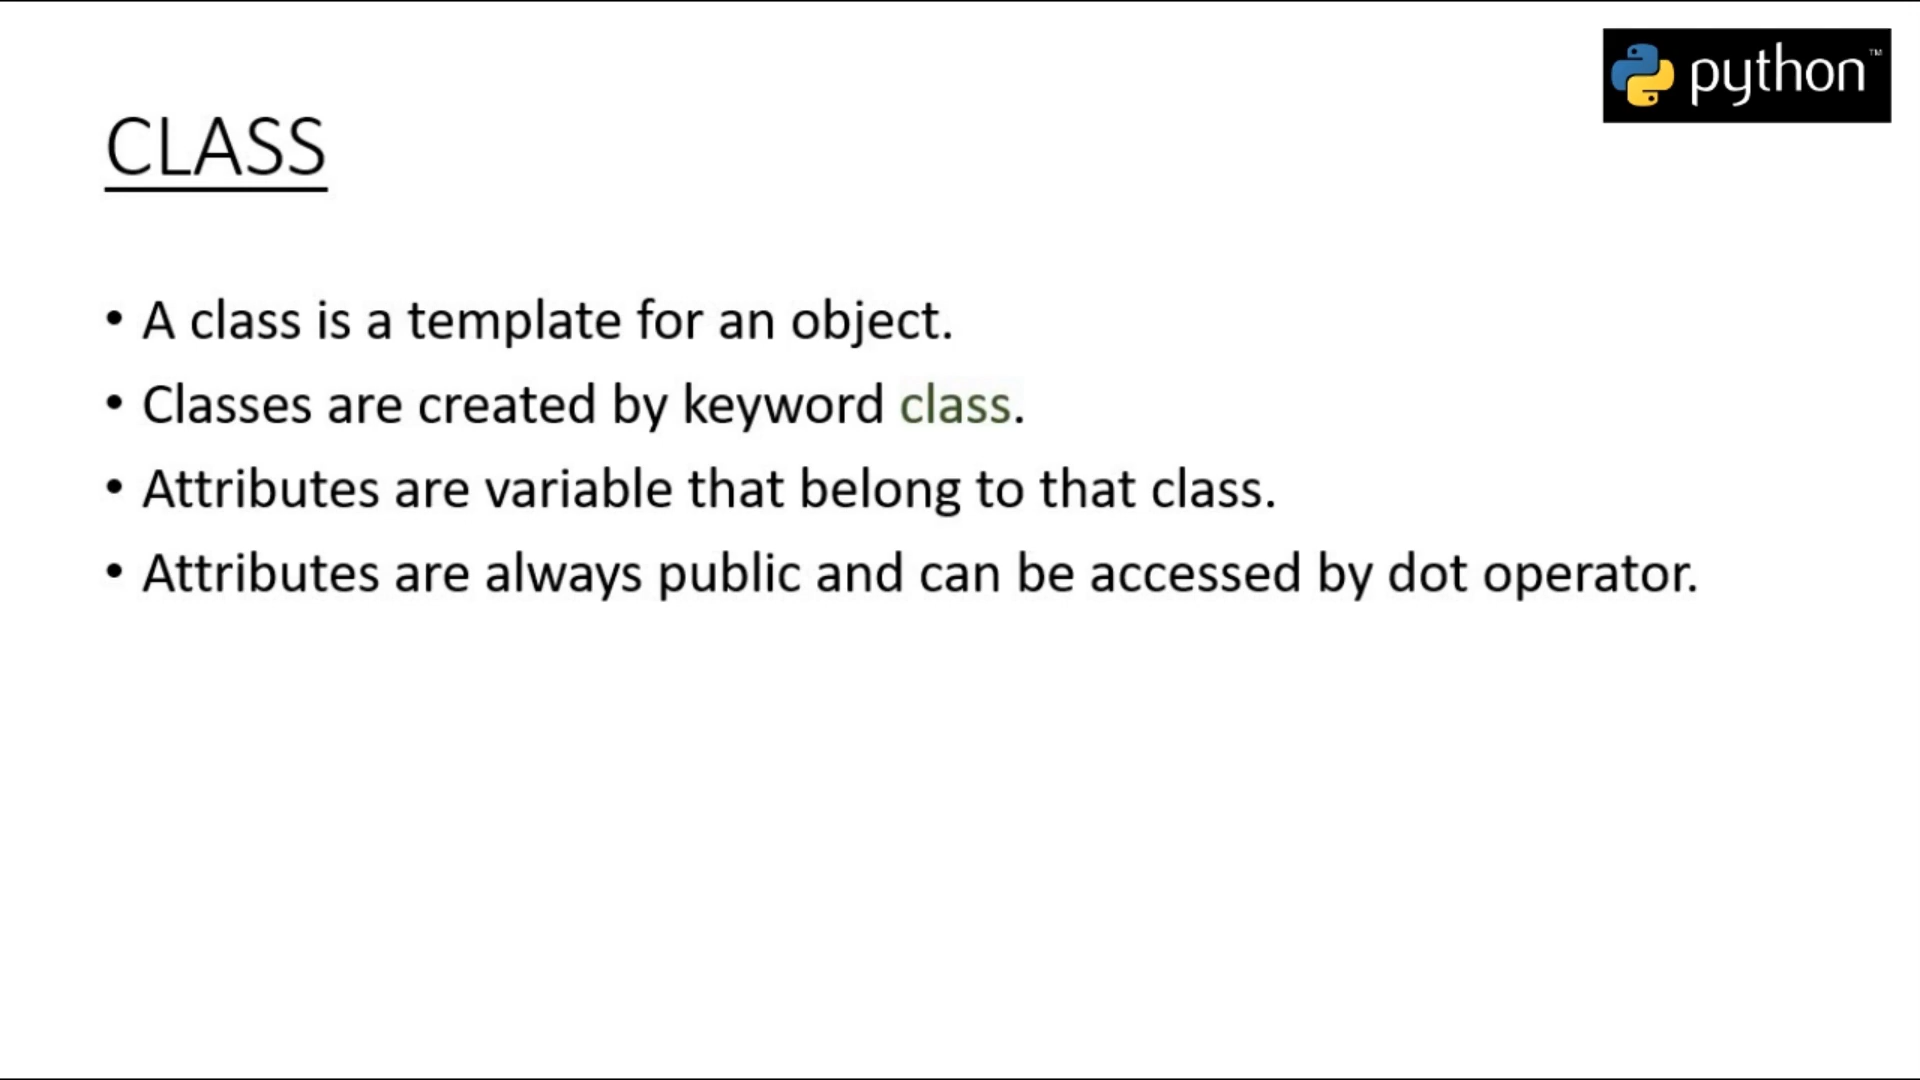 python™
CLASS
• A class is a template for an object.
• Classes are created by keyword class.
• Attributes are variable that belong to that class.
• Attributes are always public and can be accessed by dot operator.